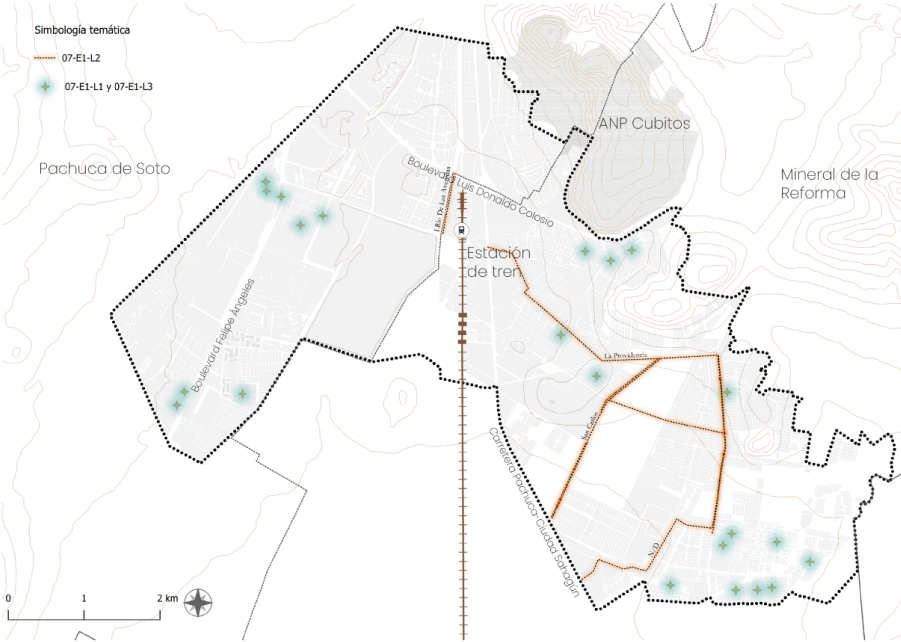 Simbología temática
07-E1-L2
07-E1-L1 y 07-E1-L3
ANP Cubitos
Pachuca de Soto
Mineral de la
Reforma
Boulevard Luis Donaldo Colosio
Estación
de tren
Boulevard Felipe Ángeles
La Providencia
San Carlos
Carretera Pachuca-Ciudad Sahagún
N/D
0 1 2 km